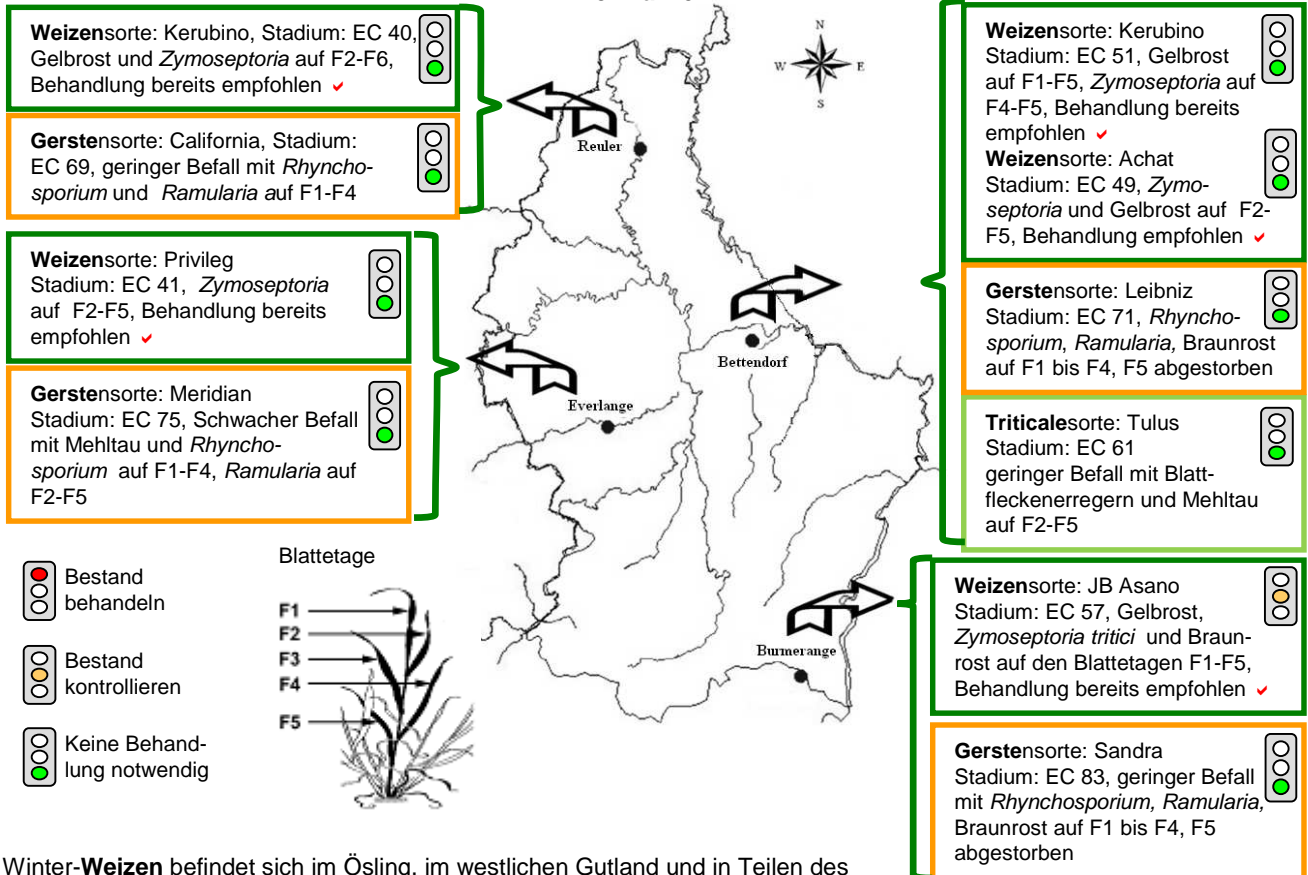 Weizensorte: Kerubino, Stadium: EC 40,
Gelbrost und Zymoseptoria auf F2-F6,
Behandlung bereits empfohlen ✓
Gerstensorte: California, Stadium:
EC 69, geringer Befall mit Rhyncho-
sporium und Ramularia auf F1-F4
Weizensorte: Privileg
Stadium: EC 41, Zymoseptoria
auf F2-F5, Behandlung bereits
empfohlen ✓
Gerstensorte: Meridian
Stadium: EC 75, Schwacher Befall
mit Mehltau und Rhyncho-
sporium auf F1-F4, Ramularia auf
F2-F5
Bestand
behandeln
Bestand
kontrollieren
Keine Behand-
lung notwendig
Blattetage
F1
F2
F3
F4
F5
N
W E
S
Reuler
Bettendorf
Everlange
Burmerange
Weizensorte: Kerubino
Stadium: EC 51, Gelbrost
auf F1-F5, Zymoseptoria auf
F4-F5, Behandlung bereits
empfohlen ✓
Weizensorte: Achat
Stadium: EC 49, Zymo-
septoria und Gelbrost auf F2-
F5, Behandlung empfohlen ✓
Gerstensorte: Leibniz
Stadium: EC 71, Rhyncho-
sporium, Ramularia, Braunrost
auf F1 bis F4, F5 abgestorben
Triticalesorte: Tulus
Stadium: EC 61
geringer Befall mit Blatt-
fleckenerregern und Mehltau
auf F2-F5
Weizensorte: JB Asano
Stadium: EC 57, Gelbrost,
Zymoseptoria tritici und Braun-
rost auf den Blattetagen F1-F5,
Behandlung bereits empfohlen ✓
Gerstensorte: Sandra
Stadium: EC 83, geringer Befall
mit Rhynchosporium, Ramularia,
Braunrost auf F1 bis F4, F5
abgestorben
Winter-Weizen befindet sich im Ösling, im westlichen Gutland und in Teilen des